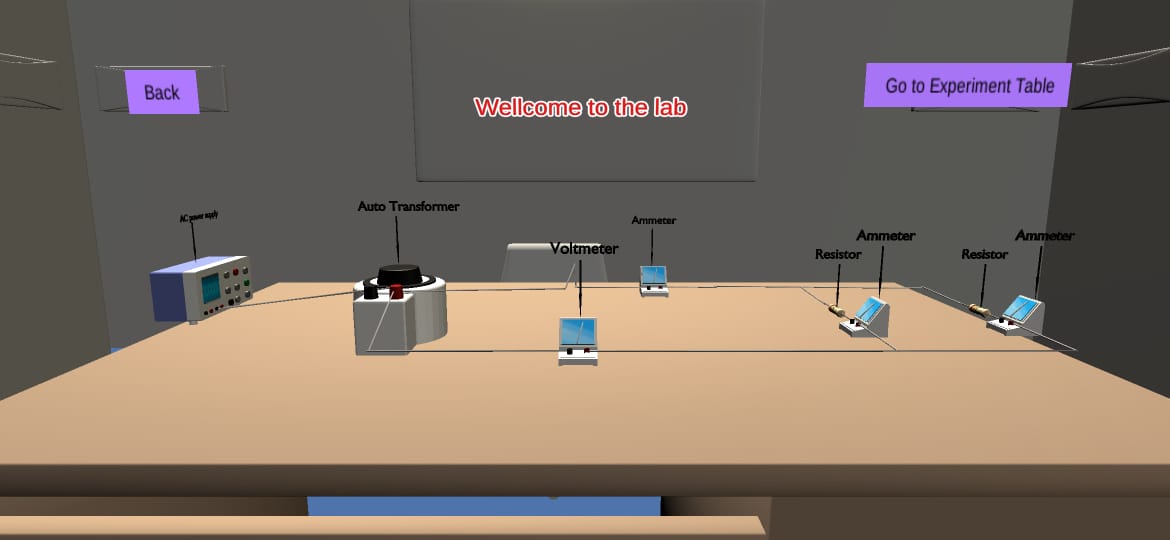 Back
Go to Experiment Table
Wellcome to the lab
AC power supply
Auto Transformer
Ammeter
Voltmeter
Resistor
Ammeter
Resistor
Ammeter